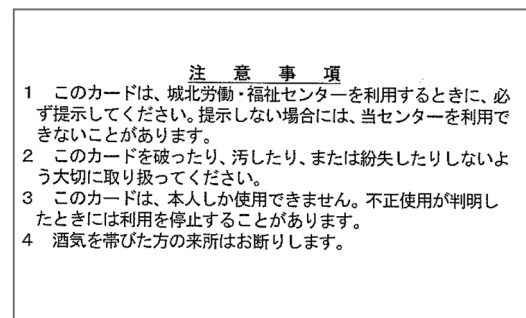 注　意　事　項
1　このカードは、城北労働・福祉センターを利用するときに、必
ず提示してください。提示しない場合には、当センターを利用で
きないことがあります。
2　このカードを破ったり、汚したり、または紛失したりしないよ
う大切に取り扱ってください。
3　このカードは、本人しか使用できません。不正使用が判明し
たときには利用を停止することがあります。
4　酒気を帯びた方の来所はお断りします。